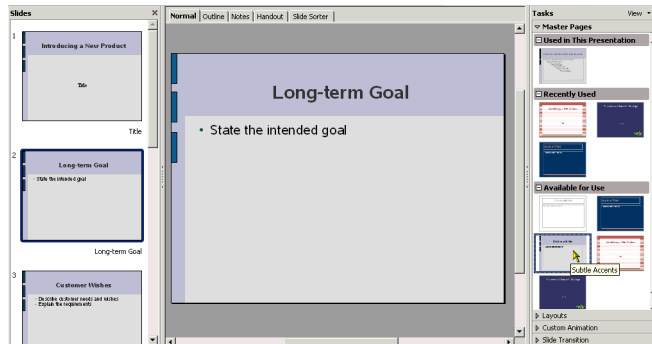 Slides
1
Introducing a New Product
Title
Title
2
Long-term Goal
State the intended goal
Long-term Goal
3
Customer Wishes
Describe customer needs and wishes
Explain the requirements
Normal Outline Notes Handout Slide Sorter
Long-term Goal
State the intended goal
Tasks View
Master Pages
Used in This Presentation
Recently Used
Available for Use
Subtle Accents
Layouts
Custom Animation
Slide Transition